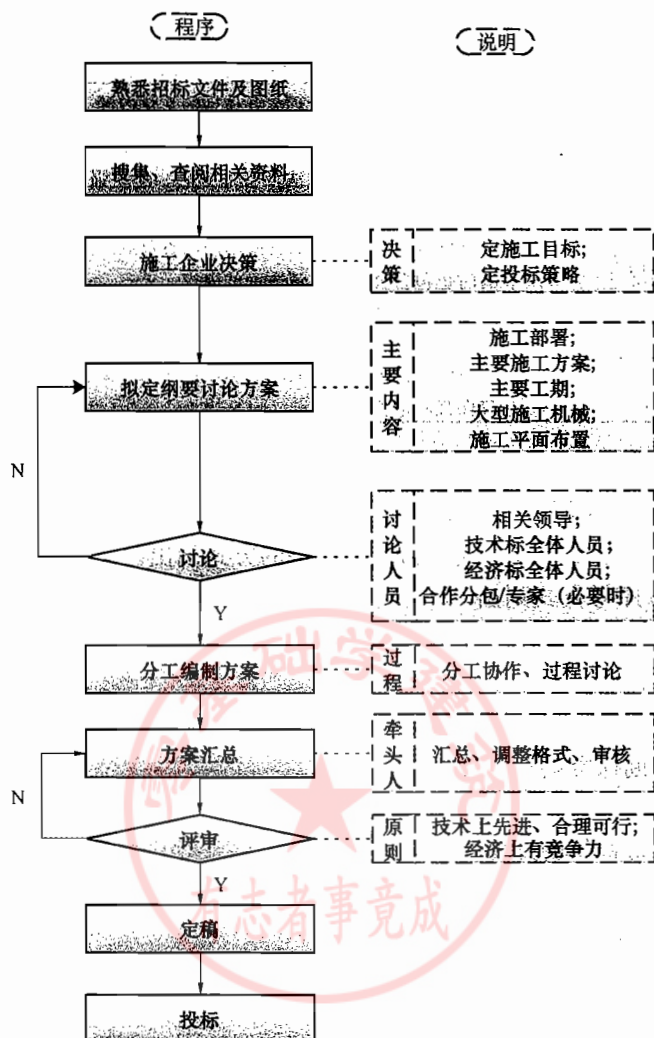 程序
说明
熟悉招标文件及图纸
搜集、查阅相关资料
施工企业决策
决策
定施工目标;
定投标策略
拟定纲要讨论方案
主要内容
施工部署;
主要施工方案;
主要工期;
大型施工机械;
施工平面布置
N
讨论
讨论人员
相关领导;
技术标全体人员;
经济标全体人员;
合作分包/专家（必要时）
Y
分工编制方案
过程
分工协作、过程讨论
方案汇总
牵头人
汇总、调整格式、审核
N
评审
原则
技术上先进、合理可行;
经济上有竞争力
Y
定稿
投标
零基础学建筑
有志者事竟成